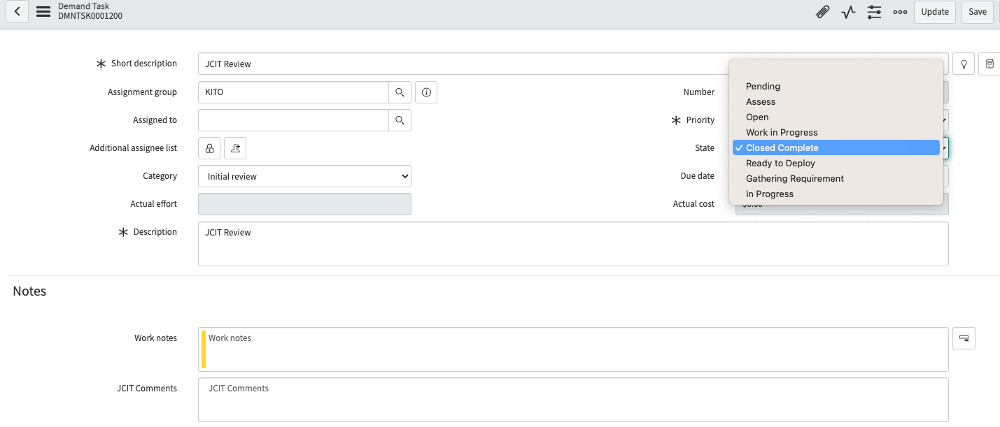 Demand Task
DMNTSK0001200
Update
Save
Short description
JCIT Review
Assignment group
KITO
Number
Assigned to
Priority
Additional assignee list
State
Category
Initial review
Due date
Actual effort
Actual cost
Pending
Assess
Open
Work in Progress
✓ Closed Complete
Ready to Deploy
Gathering Requirement
In Progress
Description
JCIT Review
Notes
Work notes
Work notes
JCIT Comments
JCIT Comments